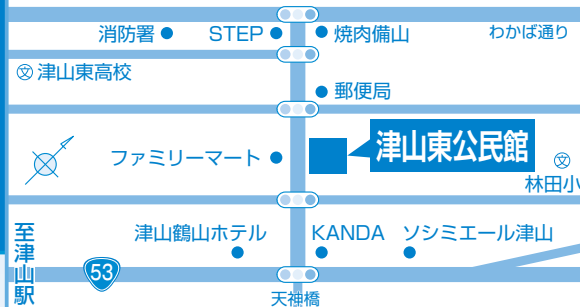 消防署
STEP
焼肉備山
わかば通り
文 津山東高校
郵便局
ファミリーマート
津山東公民館
文
林田小
津山鶴山ホテル
KANDA
ソシミエール津山
至津山駅
53
天神橋